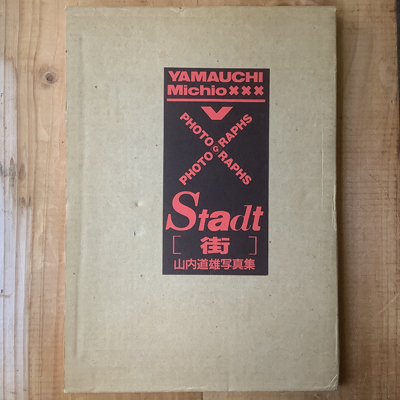 YAMAUCHI
Michio×××
V
PHOTOGRAPHS
PHOTOGRAPHS
Stadt
[街]
山内道雄写真集